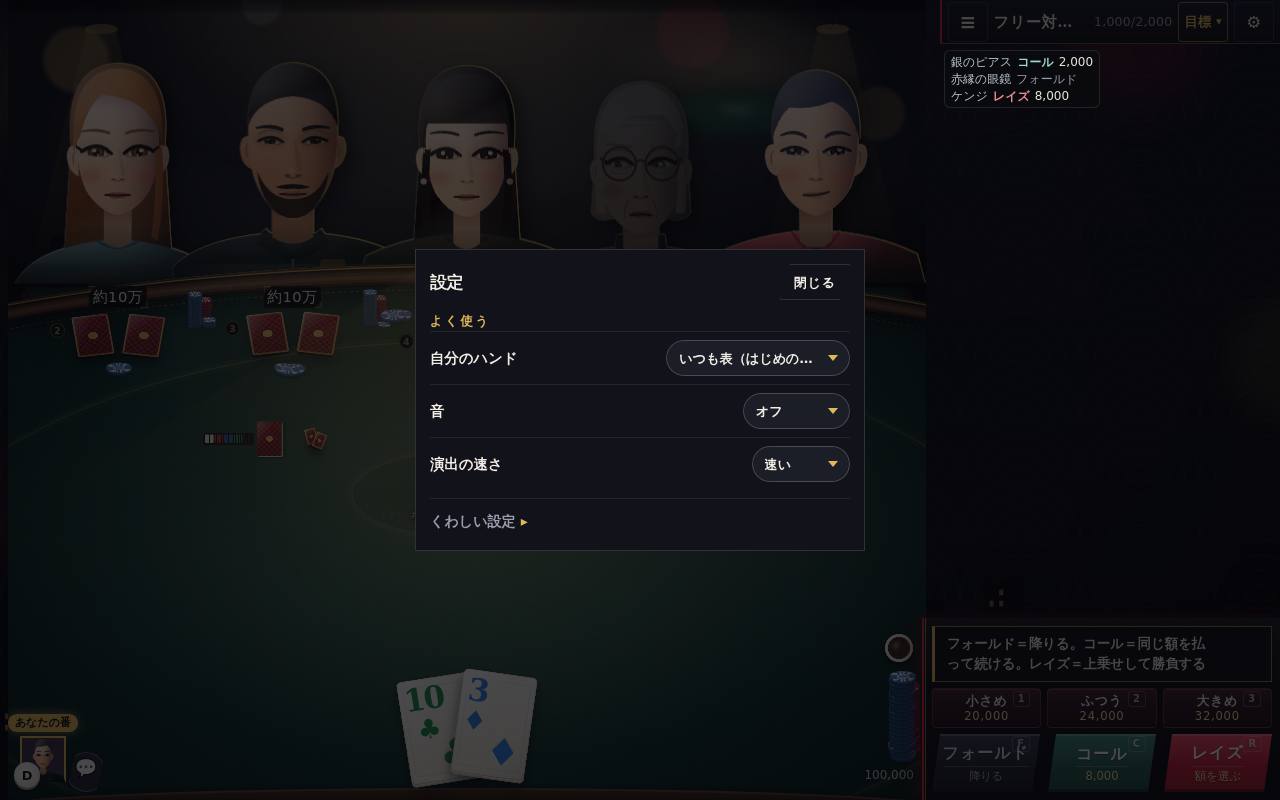 フリー対… 1,000/2,000 目標 ▾
銀のピアス コール 2,000
赤縁の眼鏡 フォールド
ケンジ レイズ 8,000
約10万
約10万
2
3
4
設定
閉じる
よく使う
自分のハンド
いつも表（はじめの…
音
オフ
演出の速さ
速い
くわしい設定 ▸
10
3
あなたの番
D
100,000
フォールド＝降りる。コール＝同じ額を払
って続ける。レイズ＝上乗せして勝負する
小さめ 1
20,000
ふつう 2
24,000
大きめ 3
32,000
フォールド F
降りる
コール C
8,000
レイズ R
額を選ぶ